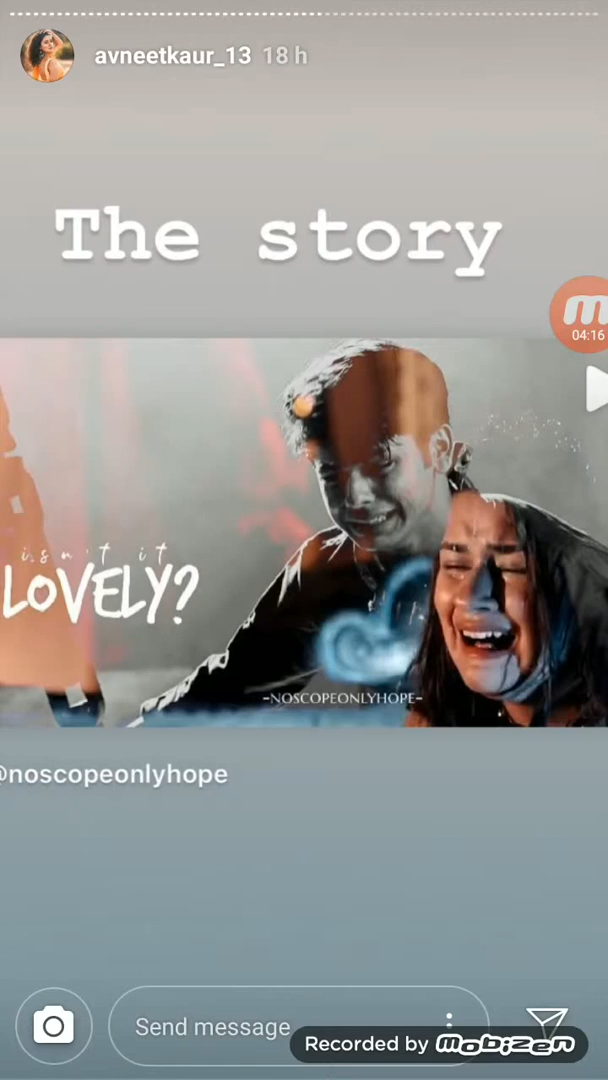 avneetkaur_13 18 h
The story
m
04:16
isn't it
LOVELY?
-NOSCOPEONLYHOPE-
@noscopeonlyhope
Send message
Recorded by mobizen